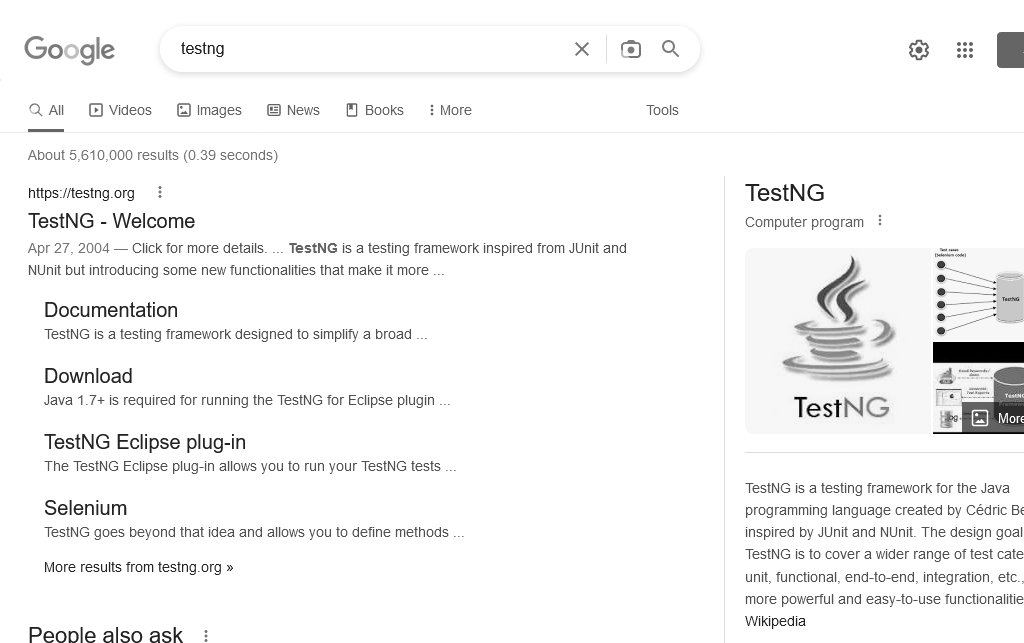 Google
testng
All
Videos
Images
News
Books
More
Tools
About 5,610,000 results (0.39 seconds)
https://testng.org
TestNG - Welcome
Apr 27, 2004 — Click for more details. ... TestNG is a testing framework inspired from JUnit and
NUnit but introducing some new functionalities that make it more ...
Documentation
TestNG is a testing framework designed to simplify a broad ...
Download
Java 1.7+ is required for running the TestNG for Eclipse plugin ...
TestNG Eclipse plug-in
The TestNG Eclipse plug-in allows you to run your TestNG tests ...
Selenium
TestNG goes beyond that idea and allows you to define methods ...
More results from testng.org »
People also ask
TestNG
Computer program
TestNG
Test cases
(Selenium code)
TestNG
TestNG
More
TestNG is a testing framework for the Java
programming language created by Cédric Be
inspired by JUnit and NUnit. The design goal
TestNG is to cover a wider range of test cate
unit, functional, end-to-end, integration, etc.,
more powerful and easy-to-use functionalitie
Wikipedia